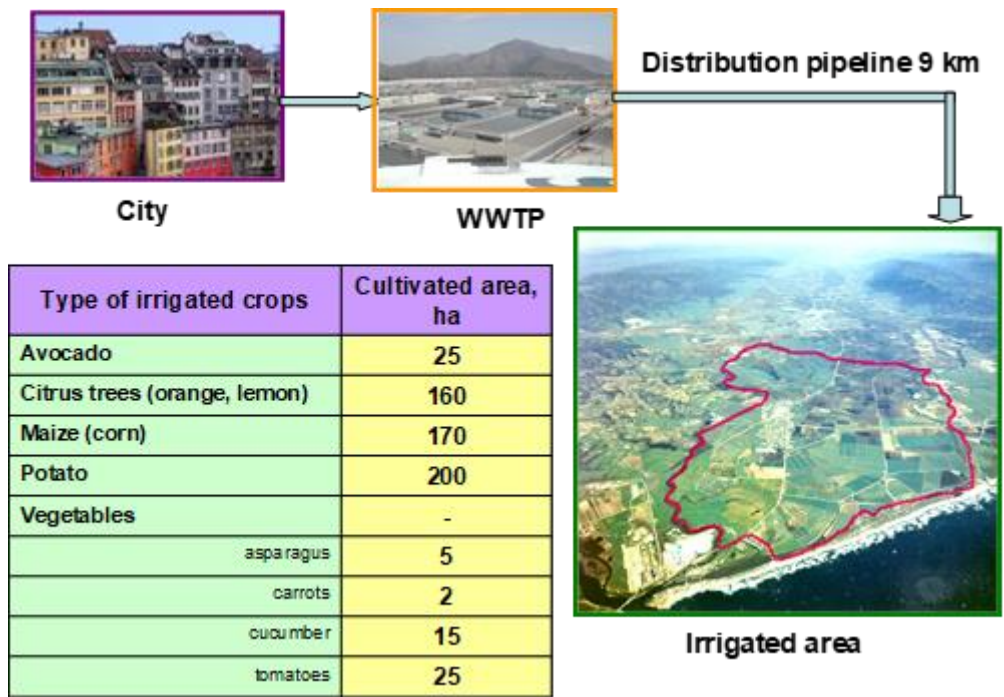 Distribution pipeline 9 km
City
WWTP
Type of irrigated crops
Cultivated area,
ha
Avocado
25
Citrus trees (orange, lemon)
160
Maize (corn)
170
Potato
200
Vegetables
-
asparagus
5
carrots
2
cucumber
15
tomatoes
25
Irrigated area